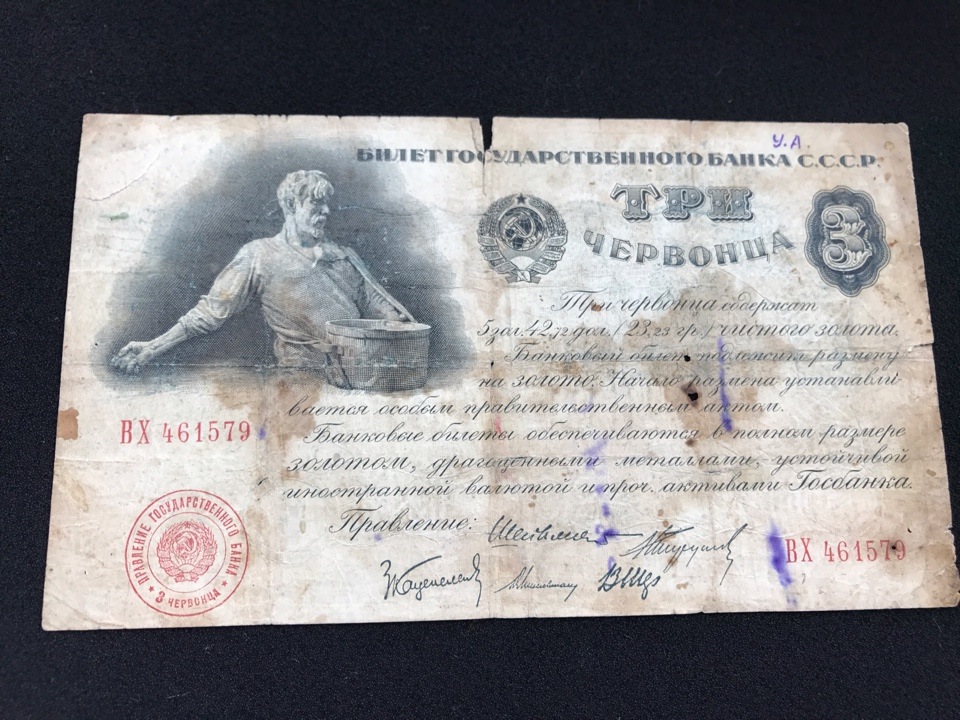 У.А.
БИЛЕТ ГОСУДАРСТВЕННОГО БАНКА С.С.С.Р.
ТРИ
ЧЕРВОНЦА
3
Три червонца содержат
5 зол. 42,72 дол. (23,23 гр.) чистого золота.
Банковый билет подлежит размену
на золото. Начало размена устанавли-
вается особым правительственным актом.
Банковые билеты обеспечиваются в полном размере
золотом, драгоценными металлами, устойчивой
иностранной валютой и проч. активами Госбанка.
ВХ 461579
Правление:
ВХ 461579
ПРАВЛЕНИЕ ГОСУДАРСТВЕННОГО БАНКА
3 ЧЕРВОНЦА